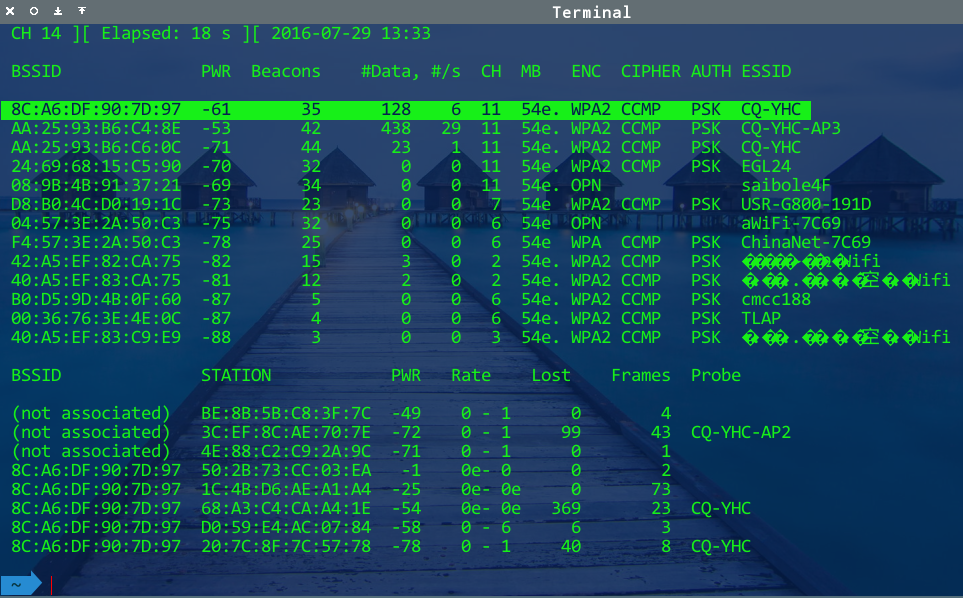 Terminal
CH 14 ][ Elapsed: 18 s ][ 2016-07-29 13:33
BSSID PWR Beacons #Data, #/s CH MB ENC CIPHER AUTH ESSID
8C:A6:DF:90:7D:97 -61 35 128 6 11 54e. WPA2 CCMP PSK CQ-YHC
AA:25:93:B6:C4:8E -53 42 438 29 11 54e. WPA2 CCMP PSK CQ-YHC-AP3
AA:25:93:B6:C6:0C -71 44 23 1 11 54e. WPA2 CCMP PSK CQ-YHC
24:69:68:15:C5:90 -70 32 0 0 11 54e. WPA2 CCMP PSK EGL24
08:9B:4B:91:37:21 -69 34 0 0 11 54e. OPN saibole4F
D8:B0:4C:D0:19:1C -73 23 0 0 7 54e. WPA2 CCMP PSK USR-G800-191D
04:57:3E:2A:50:C3 -75 32 0 0 6 54e OPN aWiFi-7C69
F4:57:3E:2A:50:C3 -78 25 0 0 6 54e WPA CCMP PSK ChinaNet-7C69
42:A5:EF:82:CA:75 -82 15 3 0 2 54e. WPA2 CCMP PSK Wifi
40:A5:EF:83:CA:75 -81 12 2 0 2 54e. WPA2 CCMP PSK Wifi
B0:D5:9D:4B:0F:60 -87 5 0 0 6 54e. WPA2 CCMP PSK cmcc188
00:36:76:3E:4E:0C -87 4 0 0 6 54e. WPA2 CCMP PSK TLAP
40:A5:EF:83:C9:E9 -88 3 0 0 3 54e. WPA2 CCMP PSK Wifi
BSSID STATION PWR Rate Lost Frames Probe
(not associated) BE:8B:5B:C8:3F:7C -49 0 - 1 0 4
(not associated) 3C:EF:8C:AE:70:7E -72 0 - 1 99 43 CQ-YHC-AP2
(not associated) 4E:88:C2:C9:2A:9C -71 0 - 1 0 1
8C:A6:DF:90:7D:97 50:2B:73:CC:03:EA -1 0e- 0 0 2
8C:A6:DF:90:7D:97 1C:4B:D6:AE:A1:A4 -25 0e- 0e 0 73
8C:A6:DF:90:7D:97 68:A3:C4:CA:A4:1E -54 0e- 0e 369 23 CQ-YHC
8C:A6:DF:90:7D:97 D0:59:E4:AC:07:84 -58 0 - 6 6 3
8C:A6:DF:90:7D:97 20:7C:8F:7C:57:78 -78 0 - 1 40 8 CQ-YHC
~